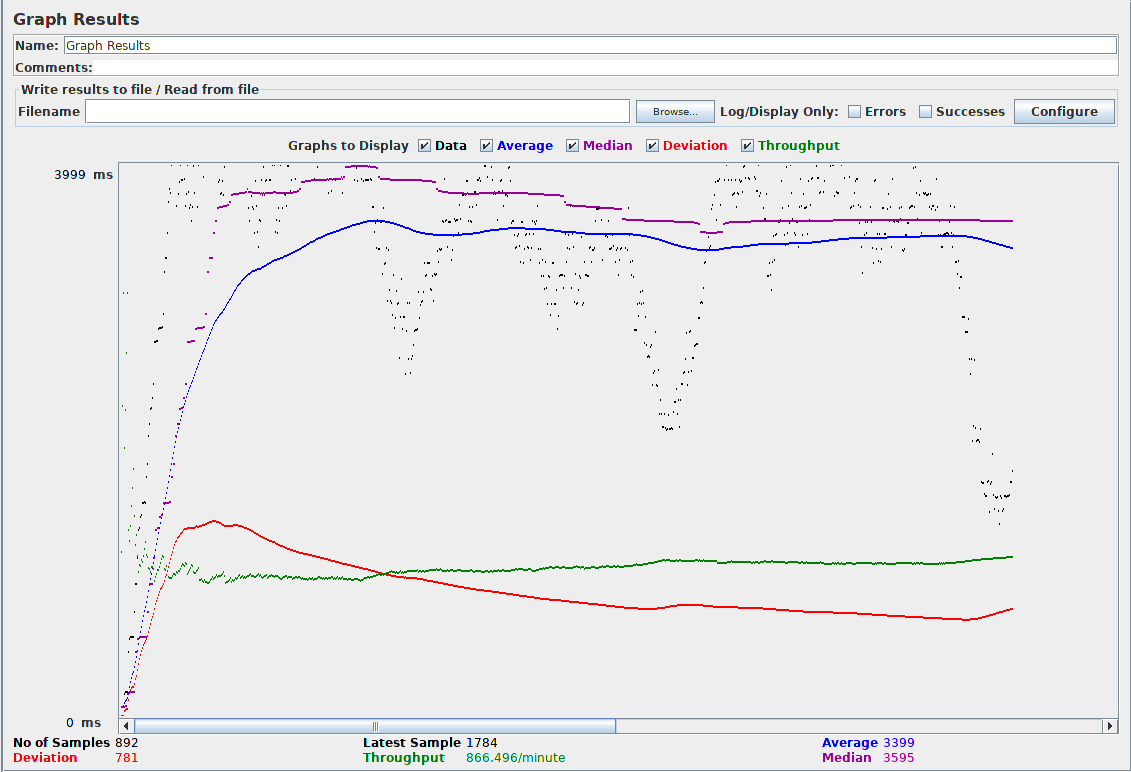 Graph Results
Name: Graph Results
Comments:
Write results to file / Read from file
Filename Browse... Log/Display Only: Errors Successes Configure
Graphs to Display Data Average Median Deviation Throughput
3999 ms
0 ms
No of Samples 892 Latest Sample 1784 Average 3399
Deviation 781 Throughput 866.496/minute Median 3595